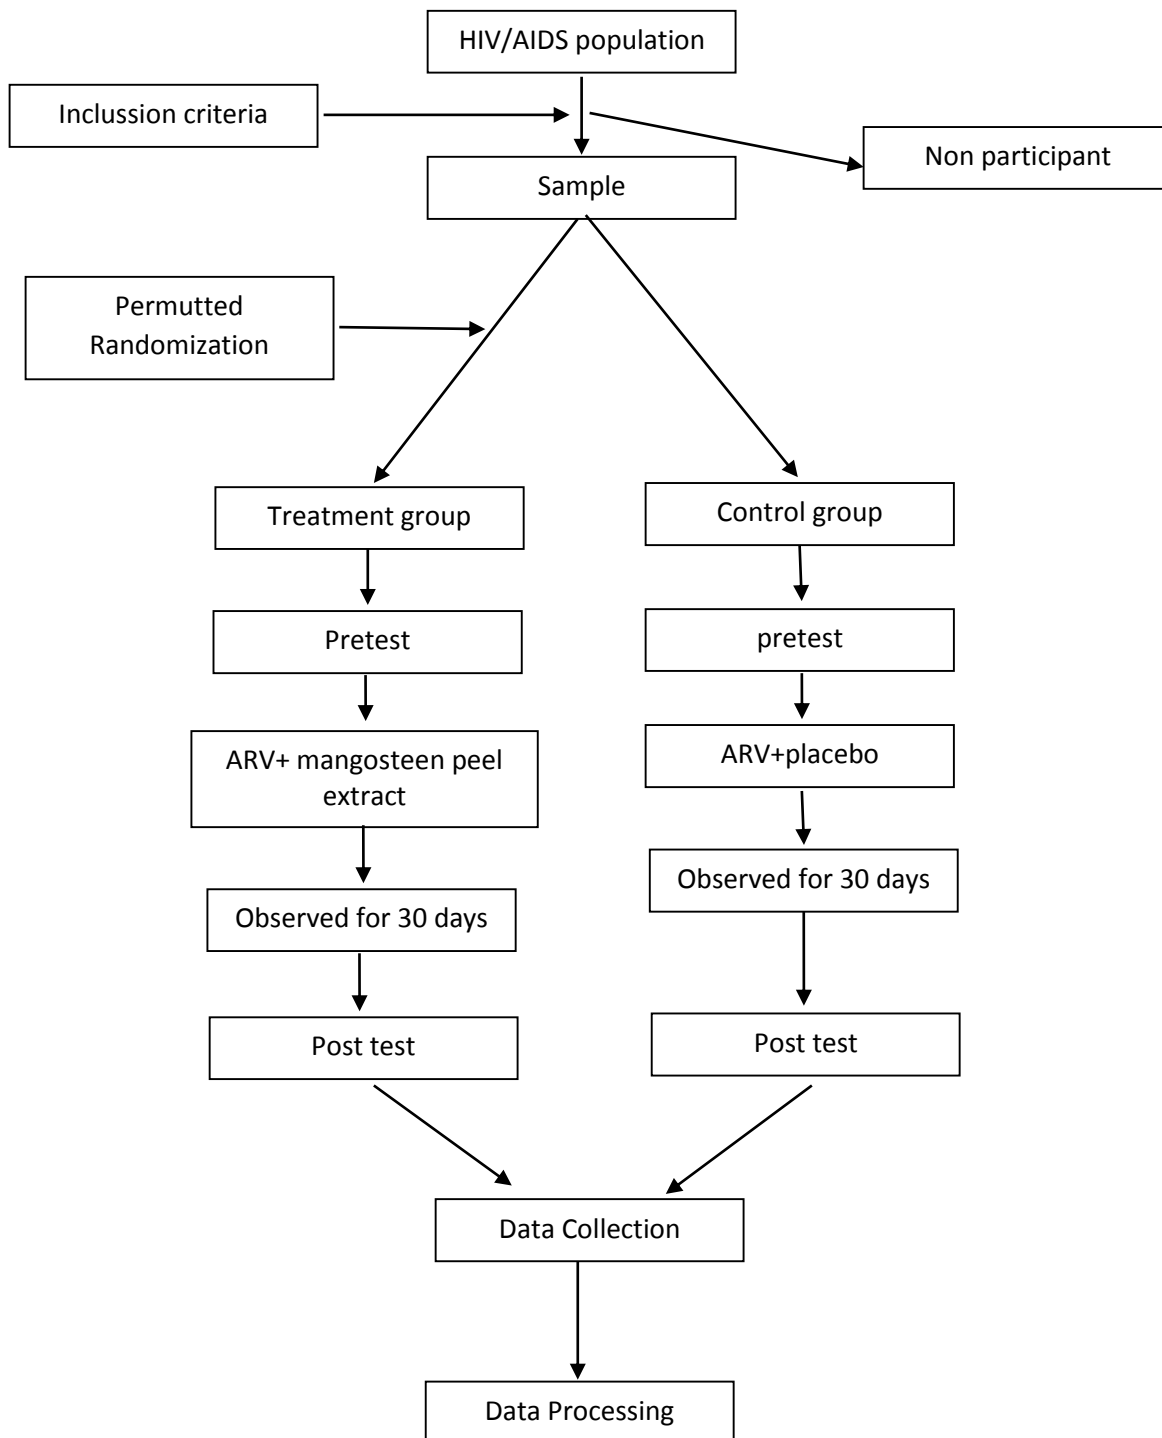 HIV/AIDS population
Inclussion criteria
Non participant
Sample
Permutted
Randomization
Treatment group
Control group
Pretest
pretest
ARV+ mangosteen peel
extract
ARV+placebo
Observed for 30 days
Observed for 30 days
Post test
Post test
Data Collection
Data Processing